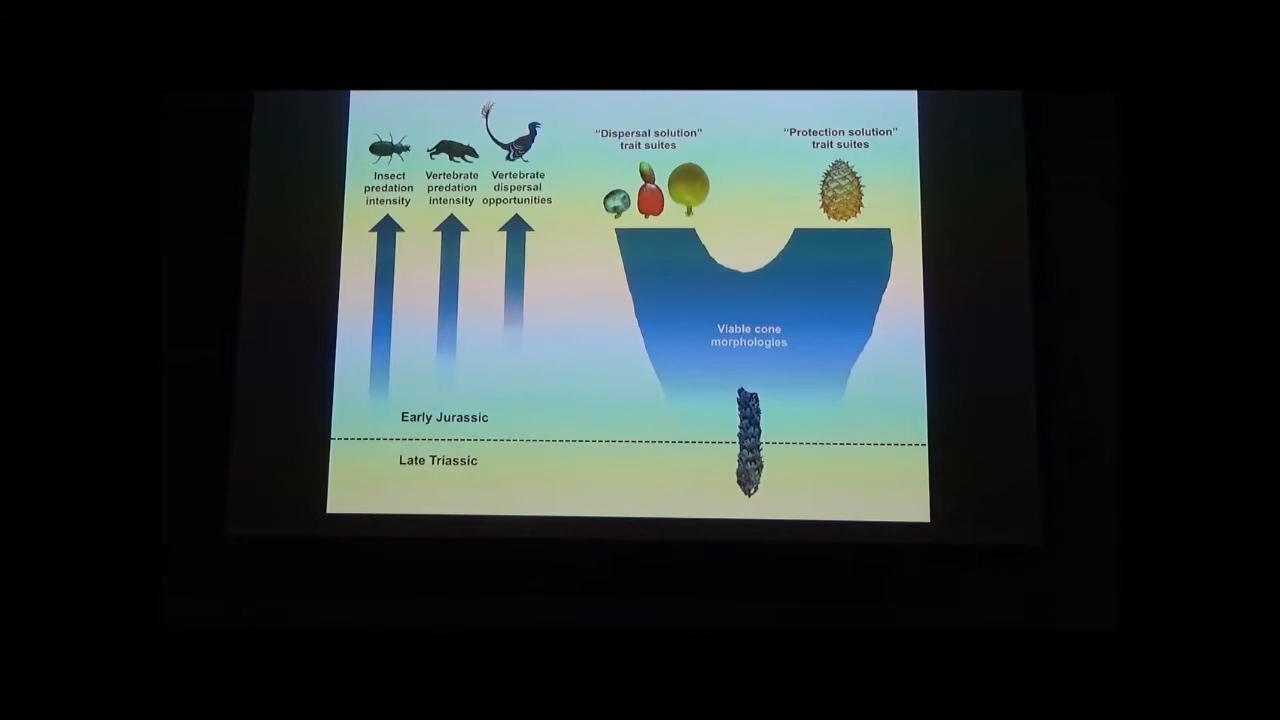 Insect
predation
intensity
Vertebrate
predation
intensity
Vertebrate
dispersal
opportunities
“Dispersal solution”
trait suites
“Protection solution”
trait suites
Viable cone
morphologies
Early Jurassic
Late Triassic